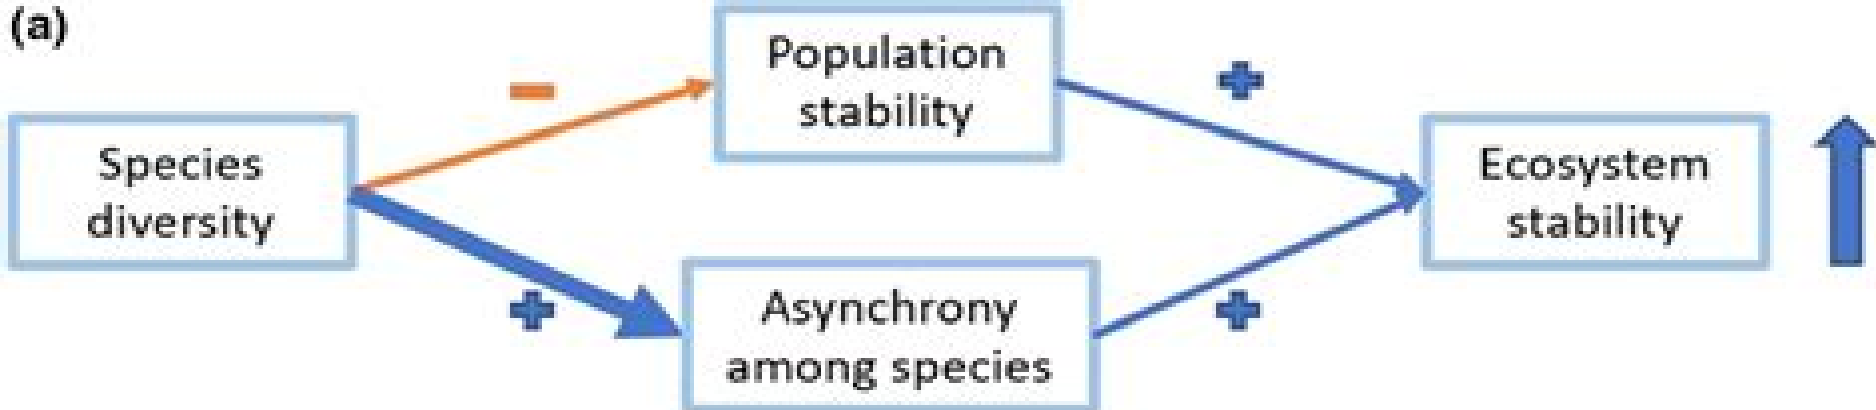 (a)
Population
stability
Species
diversity
Ecosystem
stability
Asynchrony
among species